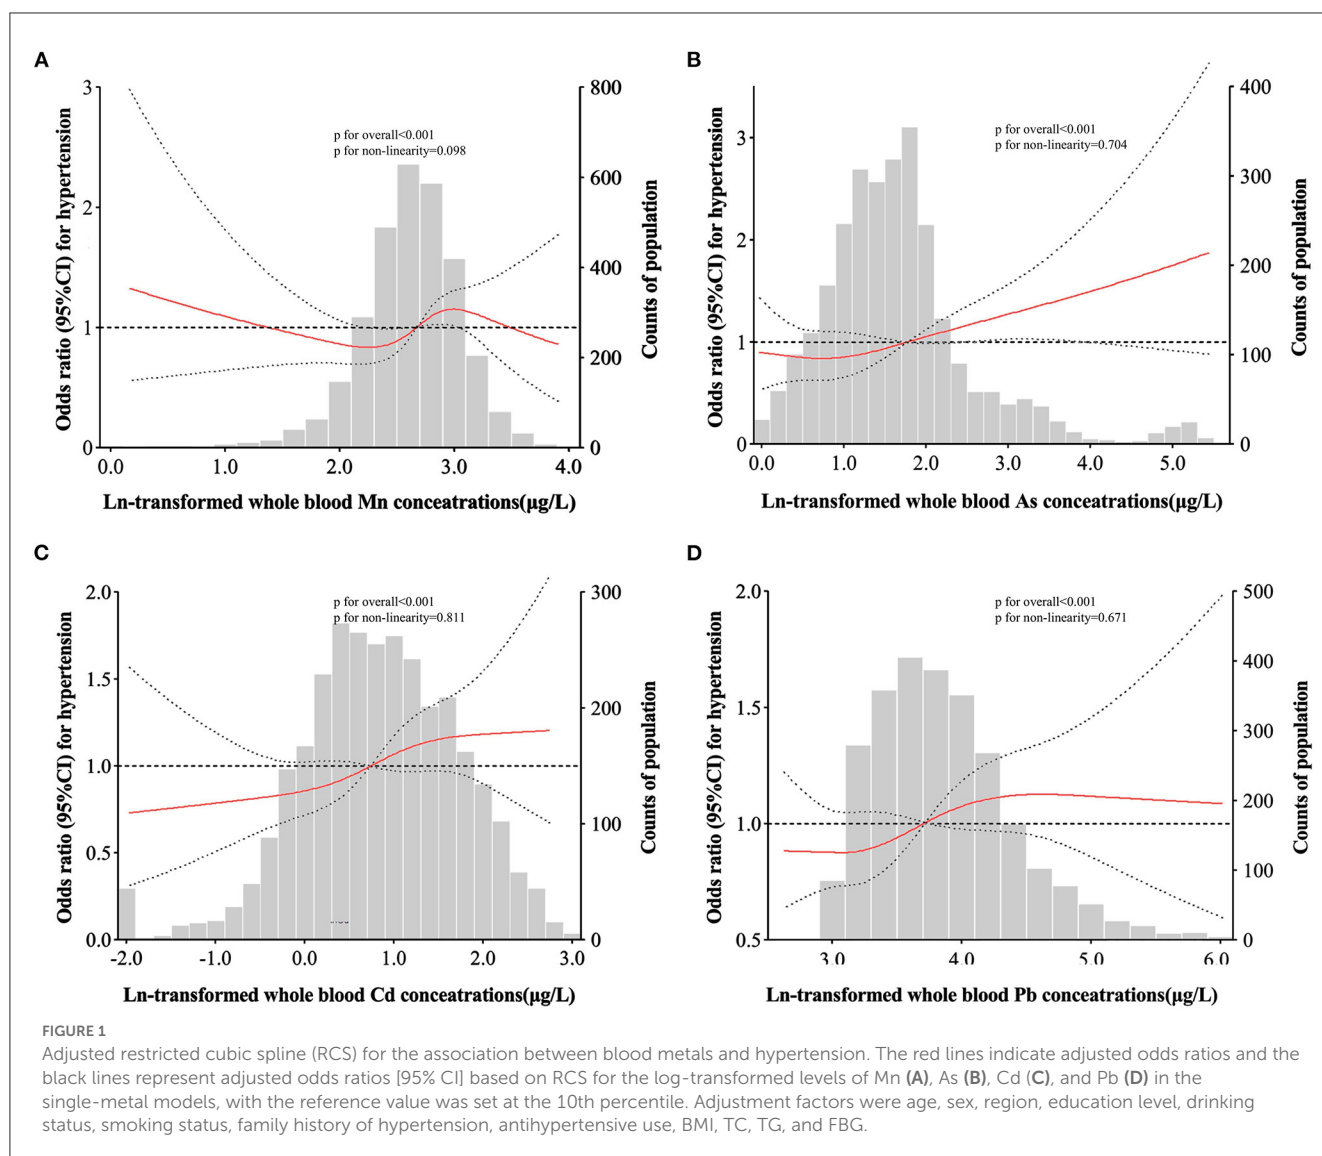 A
3
2
1
0
Odds ratio (95%CI) for hypertension
p for overall<0.001
p for non-linearity=0.098
800
600
400
200
0
Counts of population
0.0 1.0 2.0 3.0 4.0
Ln-transformed whole blood Mn conceatrations(μg/L)
B
3
2
1
0
Odds ratio (95%CI) for hypertension
p for overall<0.001
p for non-linearity=0.704
400
300
200
100
0
Counts of population
0.0 1.0 2.0 3.0 4.0 5.0
Ln-transformed whole blood As conceatrations(μg/L)
C
2.0
1.5
1.0
0.5
0.0
Odds ratio (95%CI) for hypertension
p for overall<0.001
p for non-linearity=0.811
300
200
100
0
Counts of population
-2.0 -1.0 0.0 1.0 2.0 3.0
Ln-transformed whole blood Cd conceatrations(μg/L)
D
2.0
1.5
1.0
0.5
Odds ratio (95%CI) for hypertension
p for overall<0.001
p for non-linearity=0.671
500
400
300
200
100
0
Counts of population
3.0 4.0 5.0 6.0
Ln-transformed whole blood Pb conceatrations(μg/L)
FIGURE 1
Adjusted restricted cubic spline (RCS) for the association between blood metals and hypertension. The red lines indicate adjusted odds ratios and the
black lines represent adjusted odds ratios [95% CI] based on RCS for the log-transformed levels of Mn (A), As (B), Cd (C), and Pb (D) in the
single-metal models, with the reference value was set at the 10th percentile. Adjustment factors were age, sex, region, education level, drinking
status, smoking status, family history of hypertension, antihypertensive use, BMI, TC, TG, and FBG.